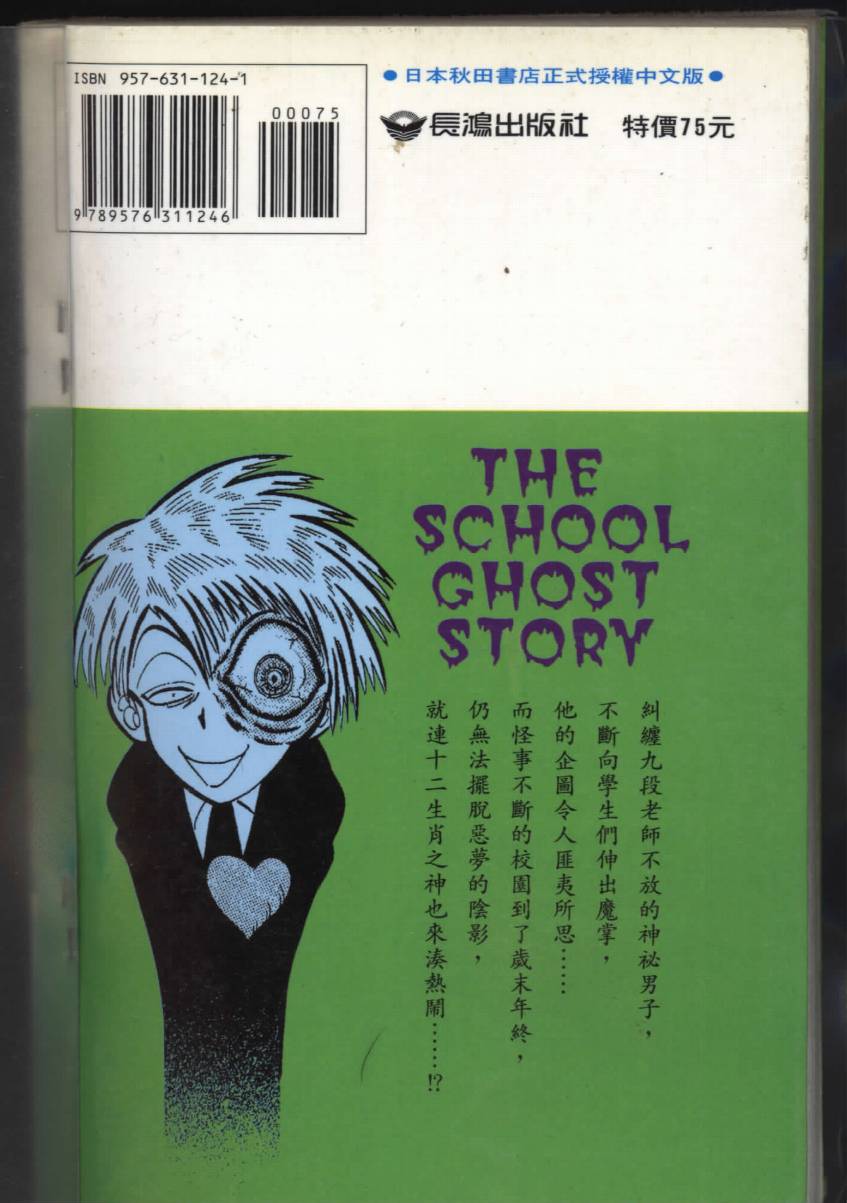 ISBN 957-631-124-1
00075
9 789576 311246
●日本秋田書店正式授權中文版●
長鴻出版社 特價75元
THE
SCHOOL
GHOST
STORY
糾纏九段老師不放的神祕男子，
不斷向學生們伸出魔掌，
他的企圖令人匪夷所思……
而怪事不斷的校園到了歲末年終，
仍無法擺脫惡夢的陰影，
就連十二生肖之神也來湊熱鬧……!?